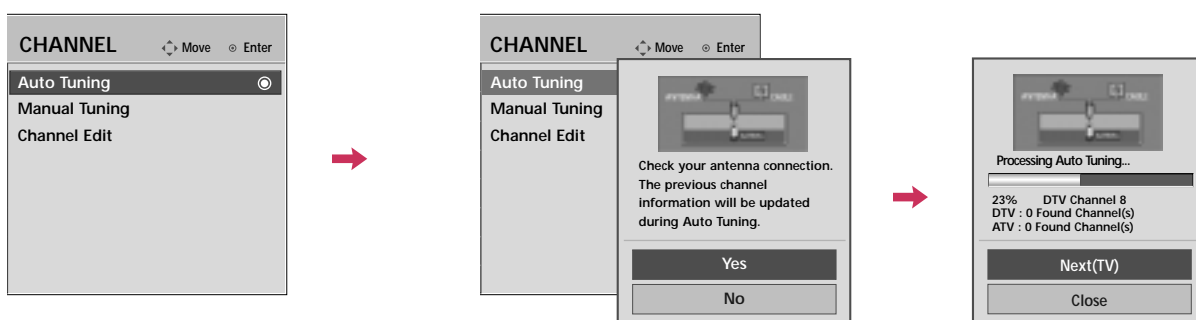 CHANNEL Move Enter
Auto Tuning
Manual Tuning
Channel Edit
CHANNEL Move Enter
Auto Tuning
Manual Tuning
Channel Edit
Check your antenna connection.
The previous channel
information will be updated
during Auto Tuning.
Yes
No
Processing Auto Tuning...
23% DTV Channel 8
DTV : 0 Found Channel(s)
ATV : 0 Found Channel(s)
Next(TV)
Close